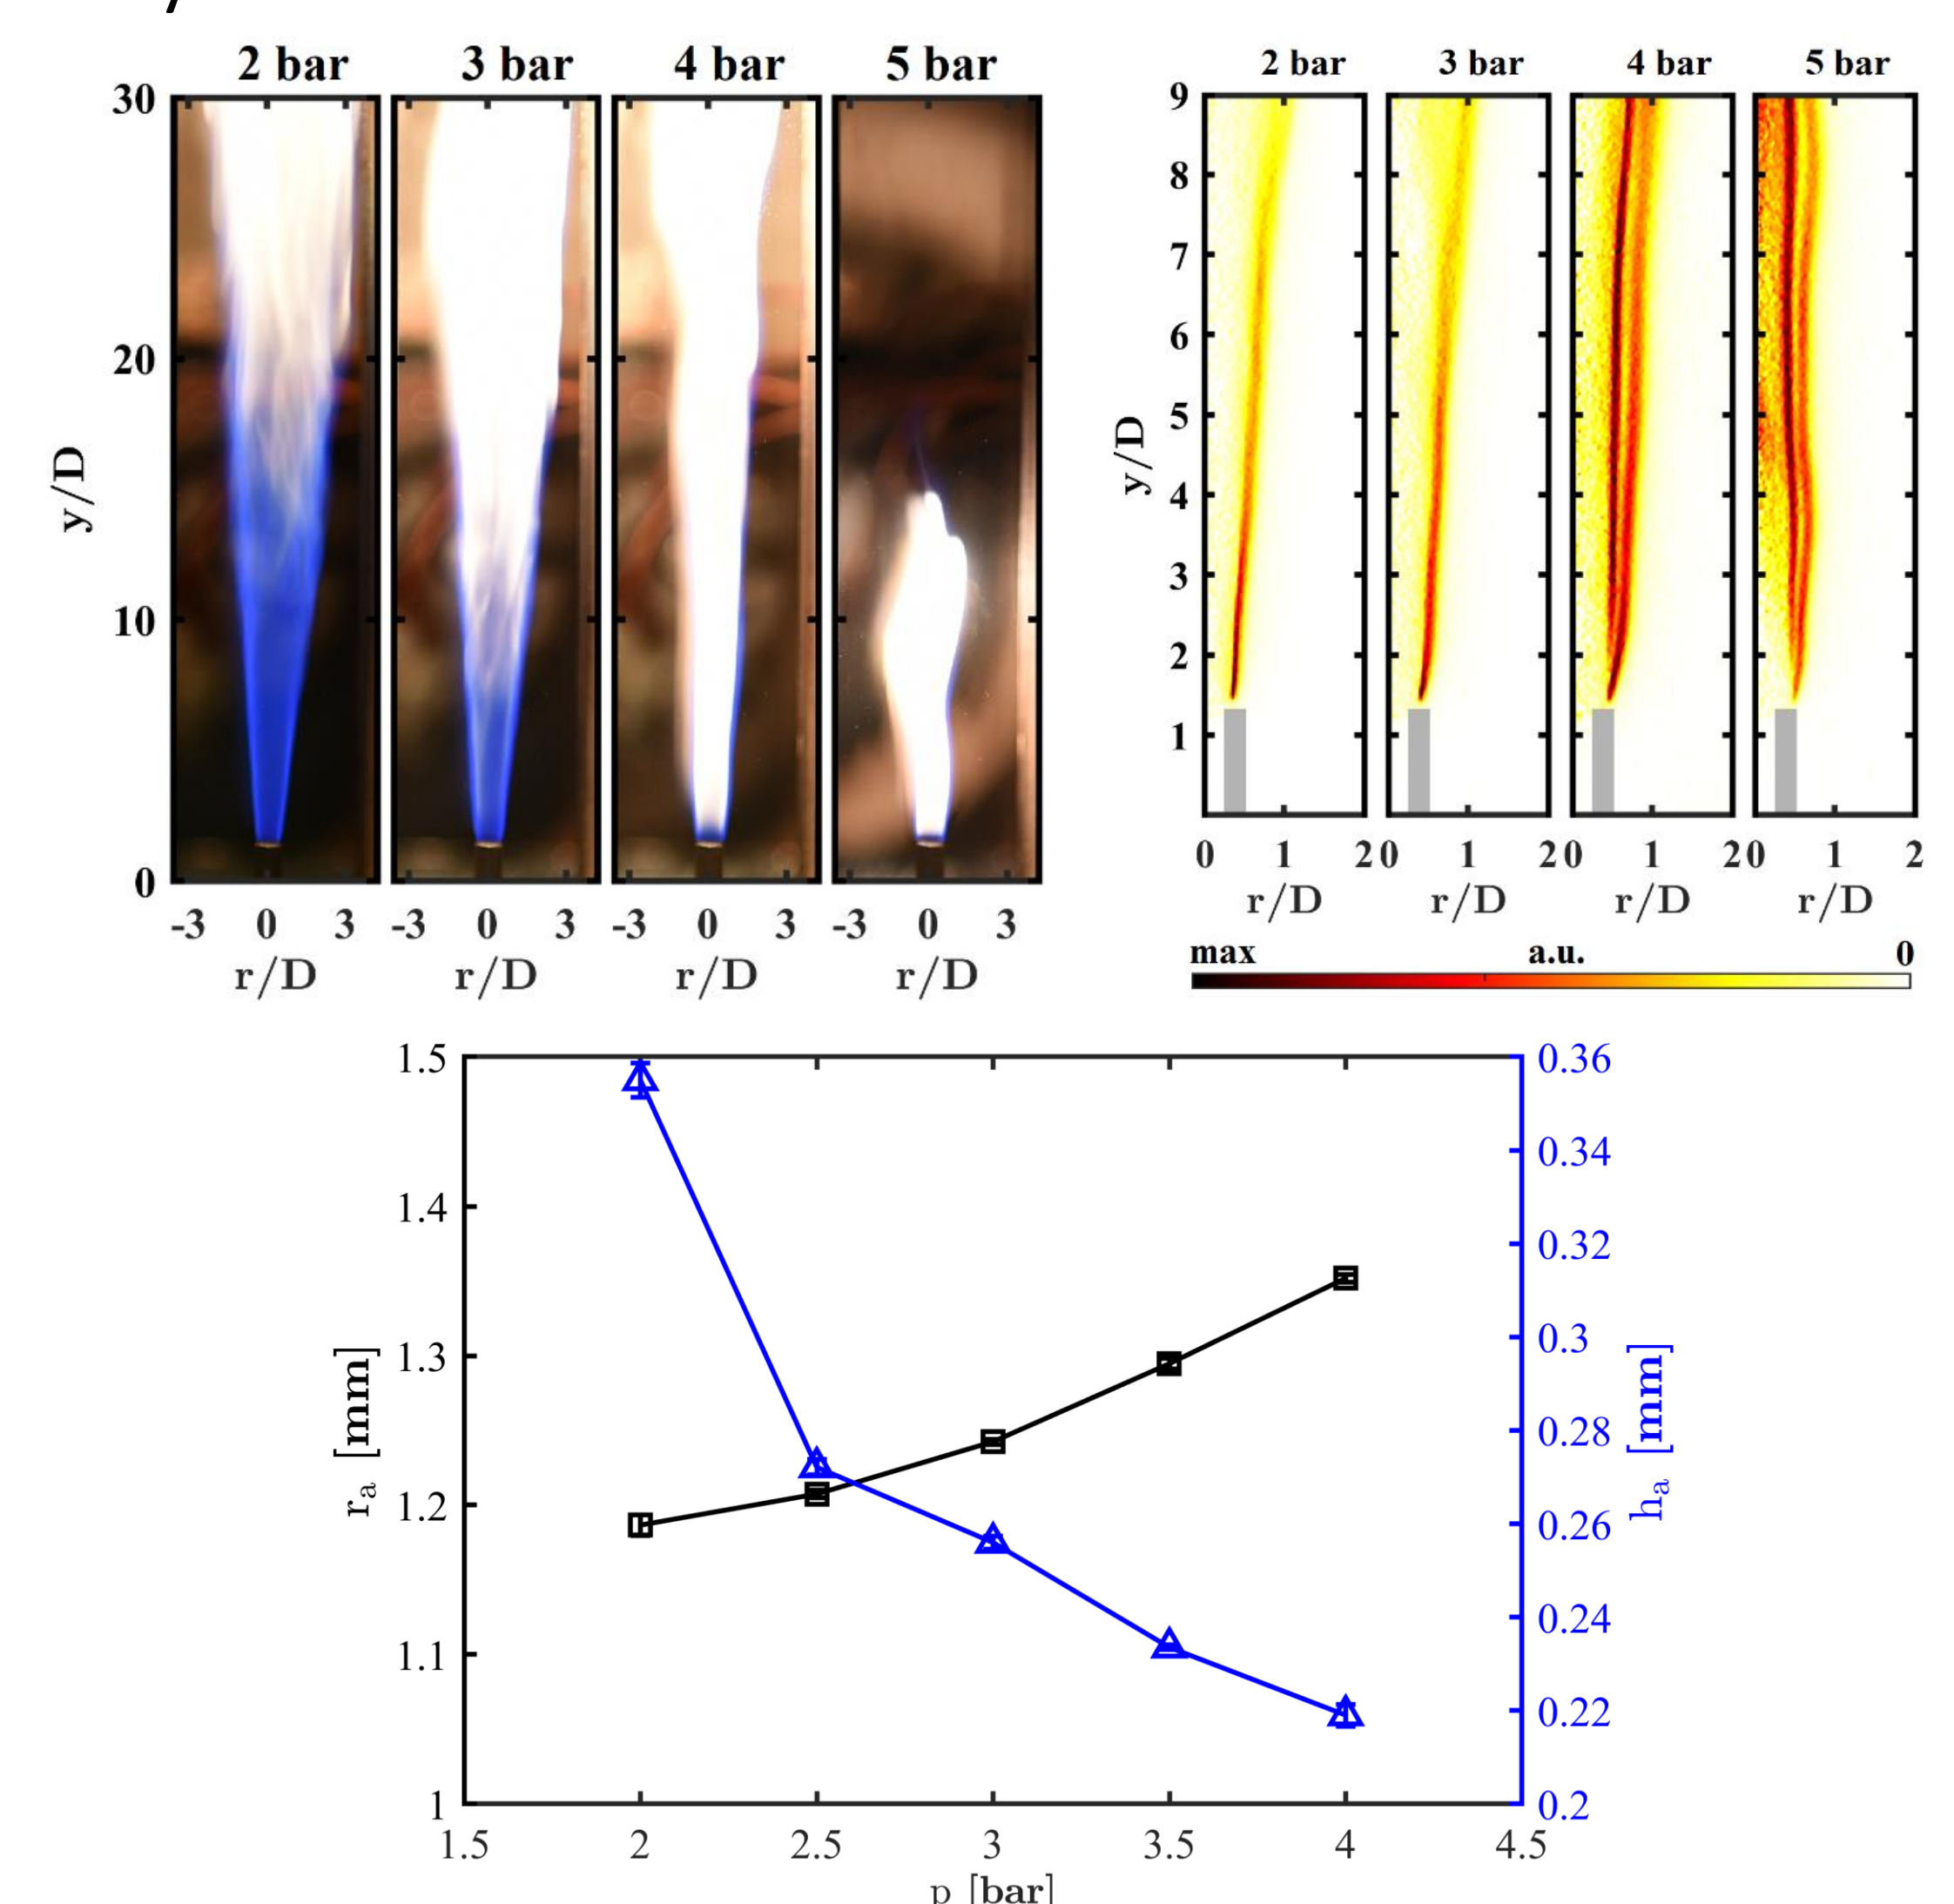 2 bar 3 bar 4 bar 5 bar
30
20
10
0
y/D
-3 0 3 -3 0 3 -3 0 3 -3 0 3
r/D r/D r/D r/D
2 bar 3 bar 4 bar 5 bar
9
8
7
6
5
4
3
2
1
y/D
0 1 2 0 1 2 0 1 2 0 1 2
r/D r/D r/D r/D
max a.u. 0
1.5
1.4
1.3
1.2
1.1
1
r_a [mm]
0.36
0.34
0.32
0.3
0.28
0.26
0.24
0.22
0.2
h_a [mm]
1.5 2 2.5 3 3.5 4 4.5
p [bar]